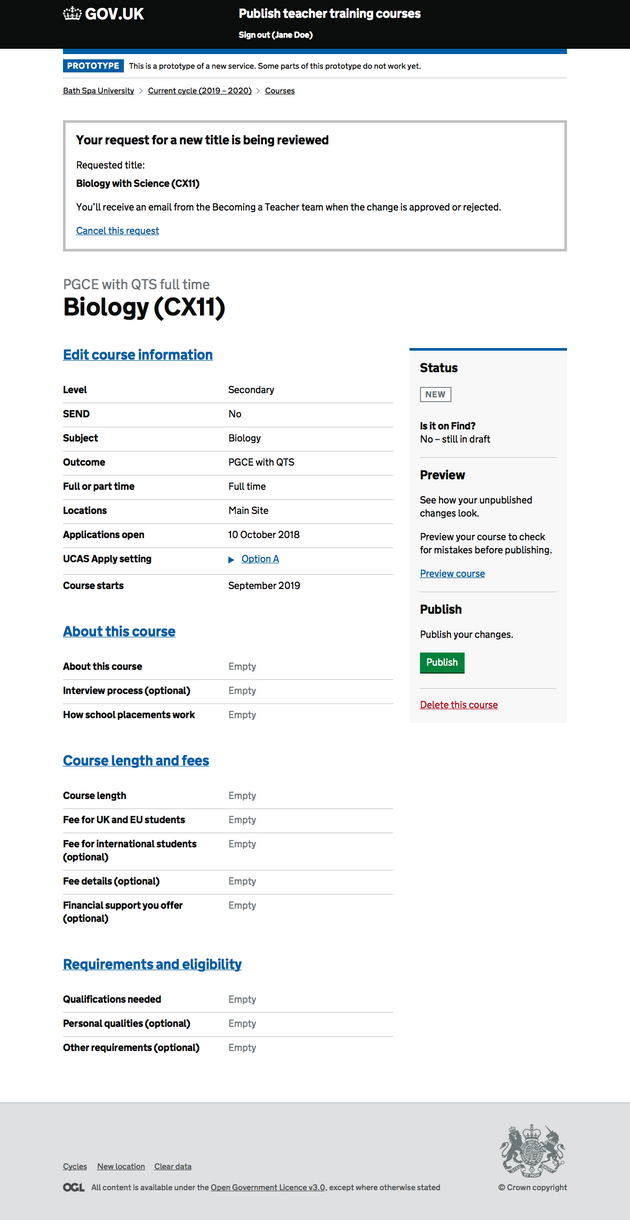 GOV.UK
Publish teacher training courses
Sign out (Jane Doe)
PROTOTYPE This is a prototype of a new service. Some parts of this prototype do not work yet.
Bath Spa University > Current cycle (2019 – 2020) > Courses
Your request for a new title is being reviewed
Requested title:
Biology with Science (CX11)
You'll receive an email from the Becoming a Teacher team when the change is approved or rejected.
Cancel this request
PGCE with QTS full time
Biology (CX11)
Edit course information
Level Secondary
SEND No
Subject Biology
Outcome PGCE with QTS
Full or part time Full time
Locations Main Site
Applications open 10 October 2018
UCAS Apply setting Option A
Course starts September 2019
About this course
About this course Empty
Interview process (optional) Empty
How school placements work Empty
Course length and fees
Course length Empty
Fee for UK and EU students Empty
Fee for international students Empty
(optional)
Fee details (optional) Empty
Financial support you offer Empty
(optional)
Requirements and eligibility
Qualifications needed Empty
Personal qualities (optional) Empty
Other requirements (optional) Empty
Status
NEW
Is it on Find?
No – still in draft
Preview
See how your unpublished
changes look.
Preview your course to check
for mistakes before publishing.
Preview course
Publish
Publish your changes.
Publish
Delete this course
Cycles New location Clear data
OGL All content is available under the Open Government Licence v3.0, except where otherwise stated
© Crown copyright